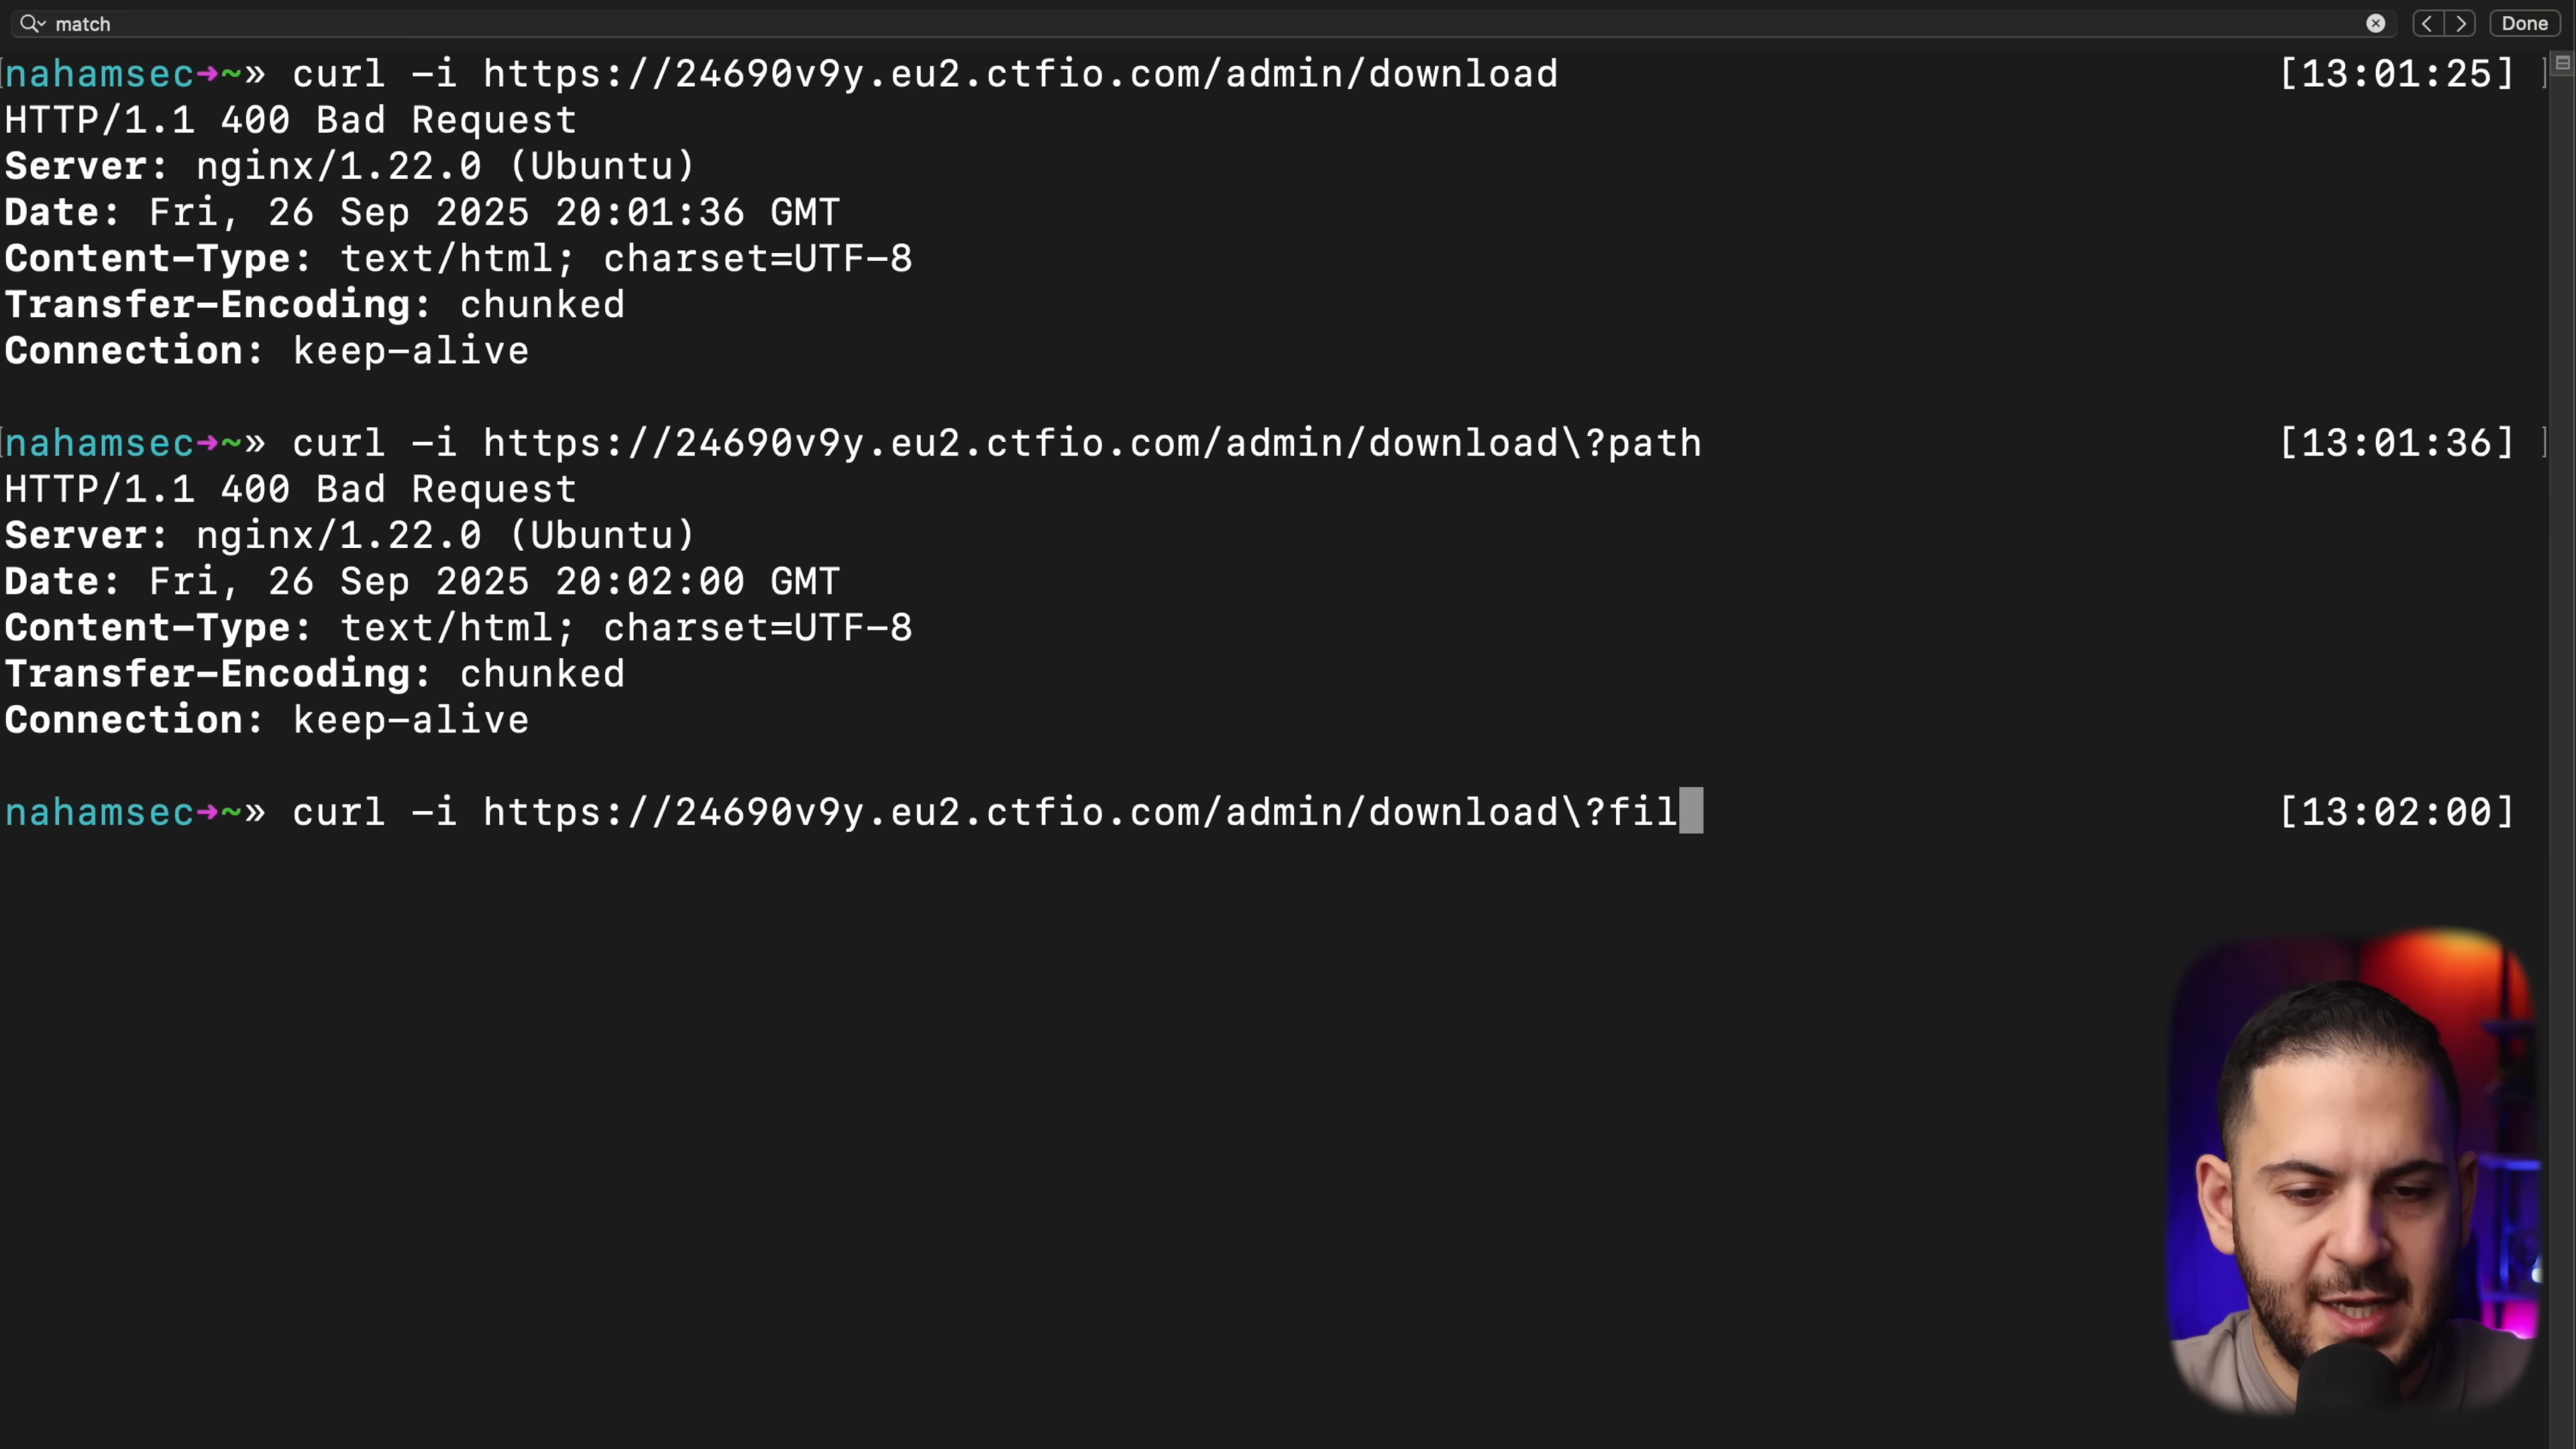 match
Done
nahamsec➜~» curl -i https://24690v9y.eu2.ctfio.com/admin/download [13:01:25]
HTTP/1.1 400 Bad Request
Server: nginx/1.22.0 (Ubuntu)
Date: Fri, 26 Sep 2025 20:01:36 GMT
Content-Type: text/html; charset=UTF-8
Transfer-Encoding: chunked
Connection: keep-alive
nahamsec➜~» curl -i https://24690v9y.eu2.ctfio.com/admin/download\?path [13:01:36]
HTTP/1.1 400 Bad Request
Server: nginx/1.22.0 (Ubuntu)
Date: Fri, 26 Sep 2025 20:02:00 GMT
Content-Type: text/html; charset=UTF-8
Transfer-Encoding: chunked
Connection: keep-alive
nahamsec➜~» curl -i https://24690v9y.eu2.ctfio.com/admin/download\?fil [13:02:00]